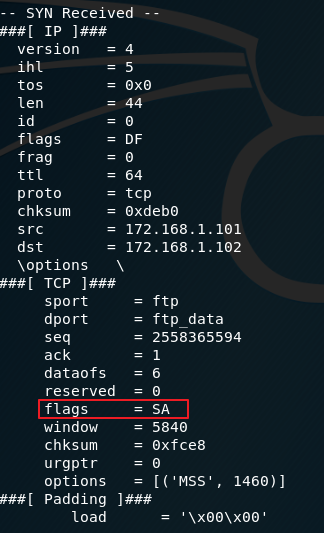 -- SYN Received --
###[ IP ]###
version = 4
ihl = 5
tos = 0x0
len = 44
id = 0
flags = DF
frag = 0
ttl = 64
proto = tcp
chksum = 0xdeb0
src = 172.168.1.101
dst = 172.168.1.102
\options \
###[ TCP ]###
sport = ftp
dport = ftp_data
seq = 2558365594
ack = 1
dataofs = 6
reserved = 0
flags = SA
window = 5840
chksum = 0xfce8
urgptr = 0
options = [('MSS', 1460)]
###[ Padding ]###
load = '\x00\x00'